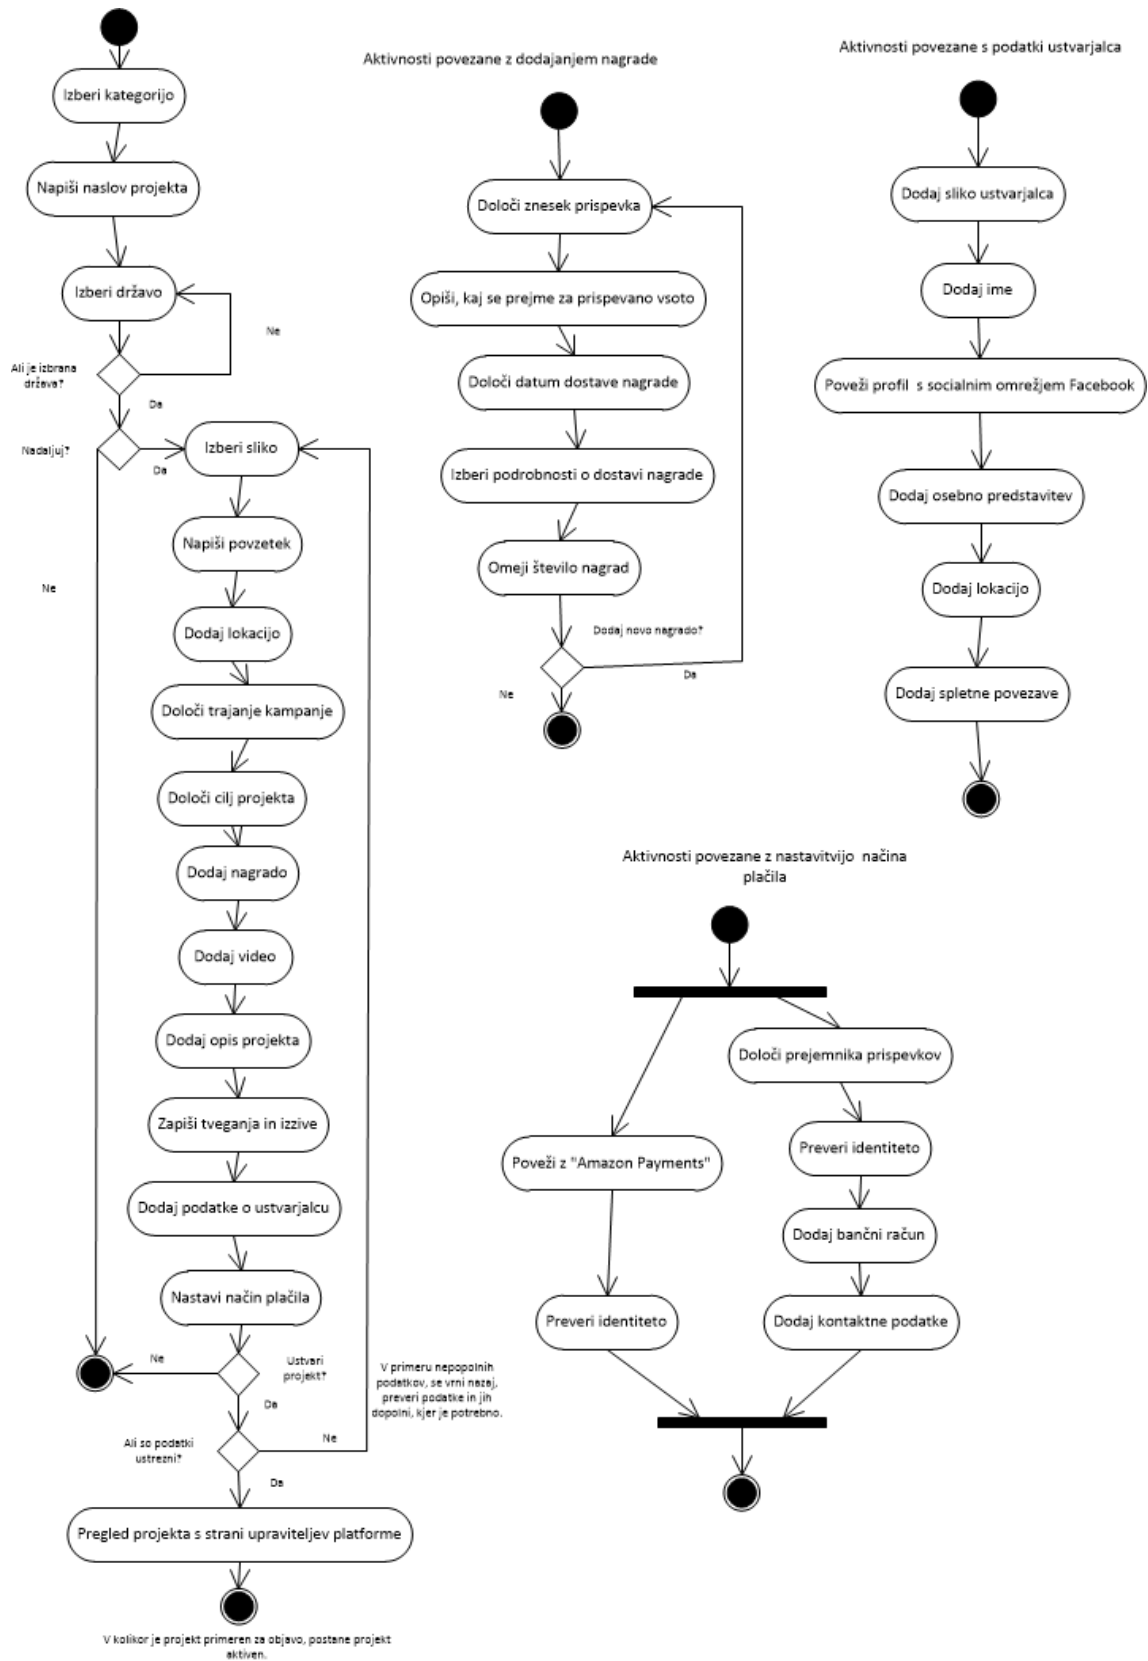 Izberi kategorijo
Napiši naslov projekta
Izberi državo
Ne
Ali je izbrana
država?
Da
Nadaljuj?
Da
Ne
Izberi sliko
Napiši povzetek
Dodaj lokacijo
Določi trajanje kampanje
Določi cilj projekta
Dodaj nagrado
Dodaj video
Dodaj opis projekta
Zapiši tveganja in izzive
Dodaj podatke o ustvarjalcu
Nastavi način plačila
Ne
Ustvari
projekt?
Da
V primeru nepopolnih
podatkov, se vrni nazaj,
preveri podatke in jih
dopolni, kjer je potrebno.
Ali so podatki
ustrezni?
Ne
Da
Pregled projekta s strani upraviteljev platforme
V kolikor je projekt primeren za objavo, postane projekt
aktiven.
Aktivnosti povezane z dodajanjem nagrade
Določi znesek prispevka
Opiši, kaj se prejme za prispevano vsoto
Določi datum dostave nagrade
Izberi podrobnosti o dostavi nagrade
Omeji število nagrad
Dodaj novo nagrado?
Da
Ne
Aktivnosti povezane s podatki ustvarjalca
Dodaj sliko ustvarjalca
Dodaj ime
Poveži profil s socialnim omrežjem Facebook
Dodaj osebno predstavitev
Dodaj lokacijo
Dodaj spletne povezave
Aktivnosti povezane z nastavitvijo načina
plačila
Določi prejemnika prispevkov
Poveži z "Amazon Payments"
Preveri identiteto
Dodaj bančni račun
Preveri identiteto
Dodaj kontaktne podatke